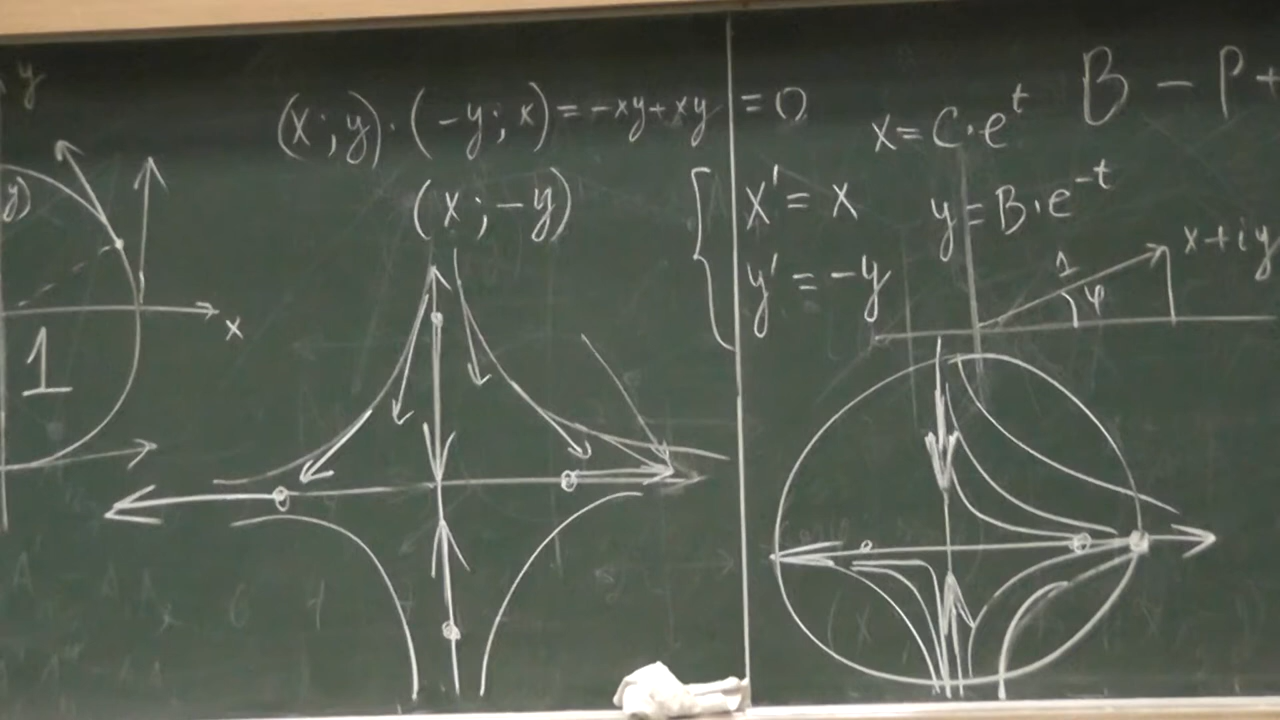 y
(x;y)·(-y;x)=-xy+xy=0
(x;-y)
y)
x
1
x'=x
y'=-y
x=C·e^t
y=B·e^{-t}
B-P+
x+iy
1
φ